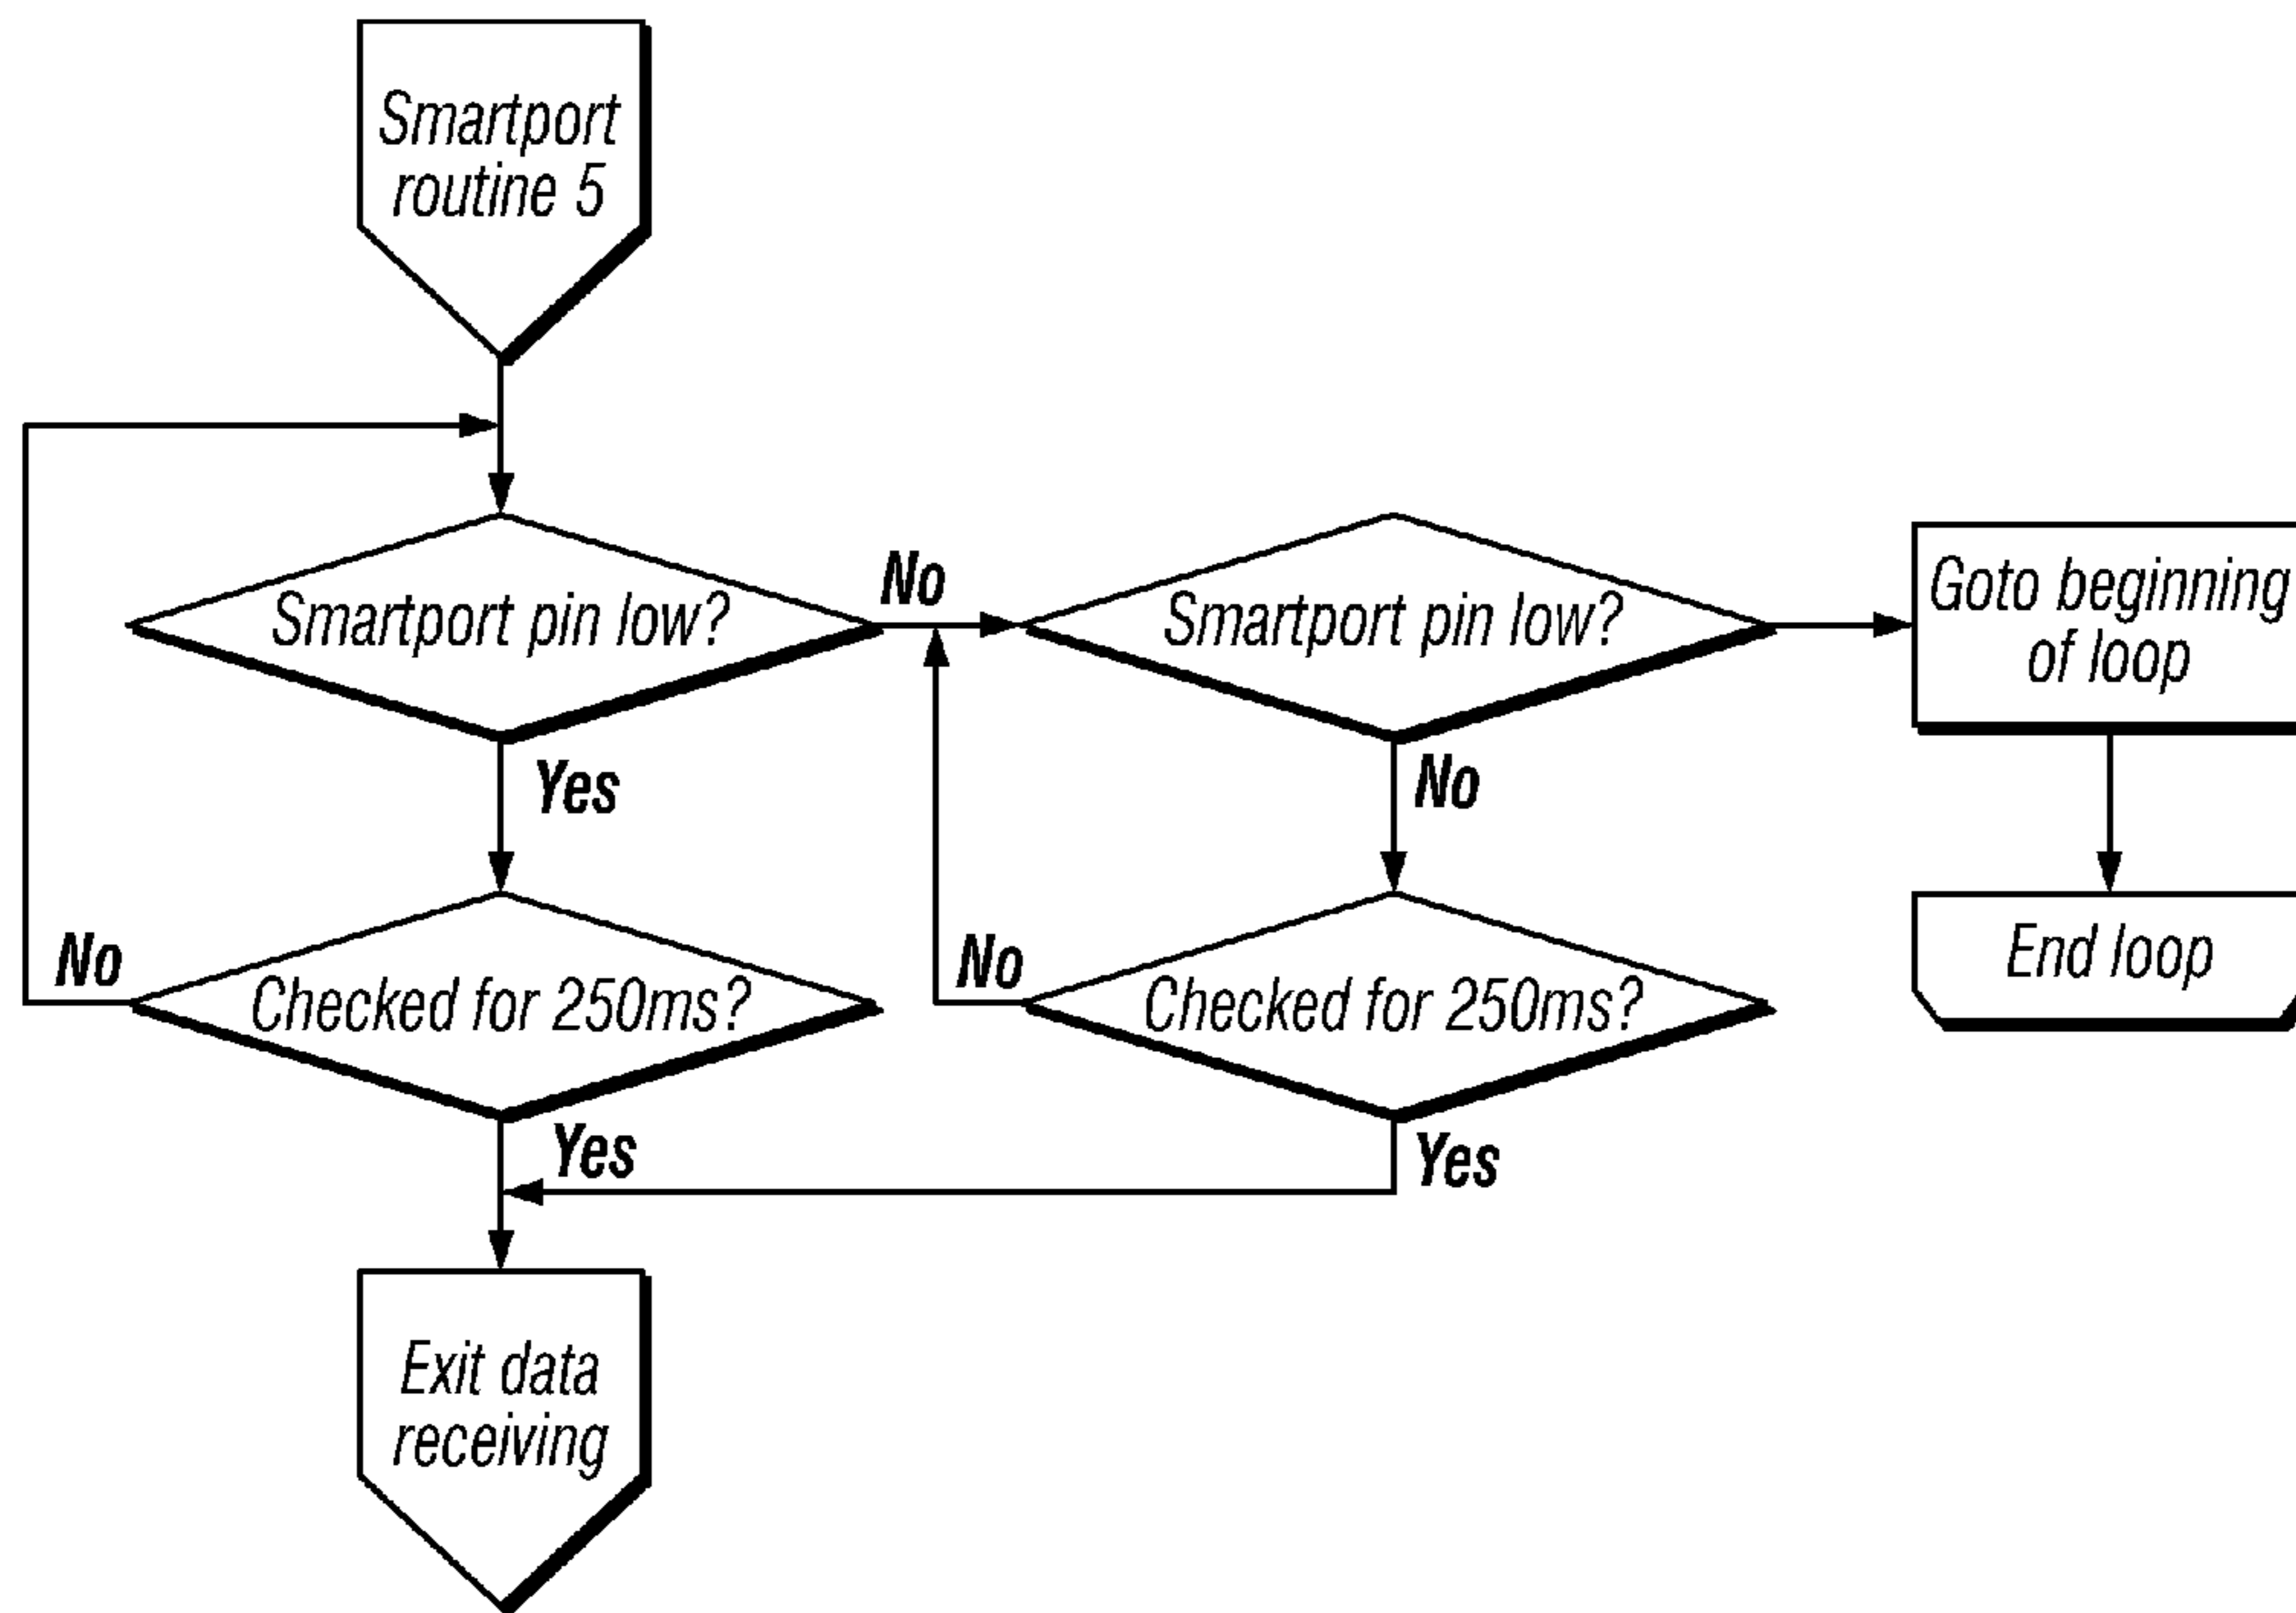 Smartport
routine 5
Smartport pin low?
No
Smartport pin low?
Goto beginning
of loop
Yes
No
No
Checked for 250ms?
No
Checked for 250ms?
End loop
Yes
Yes
Exit data
receiving